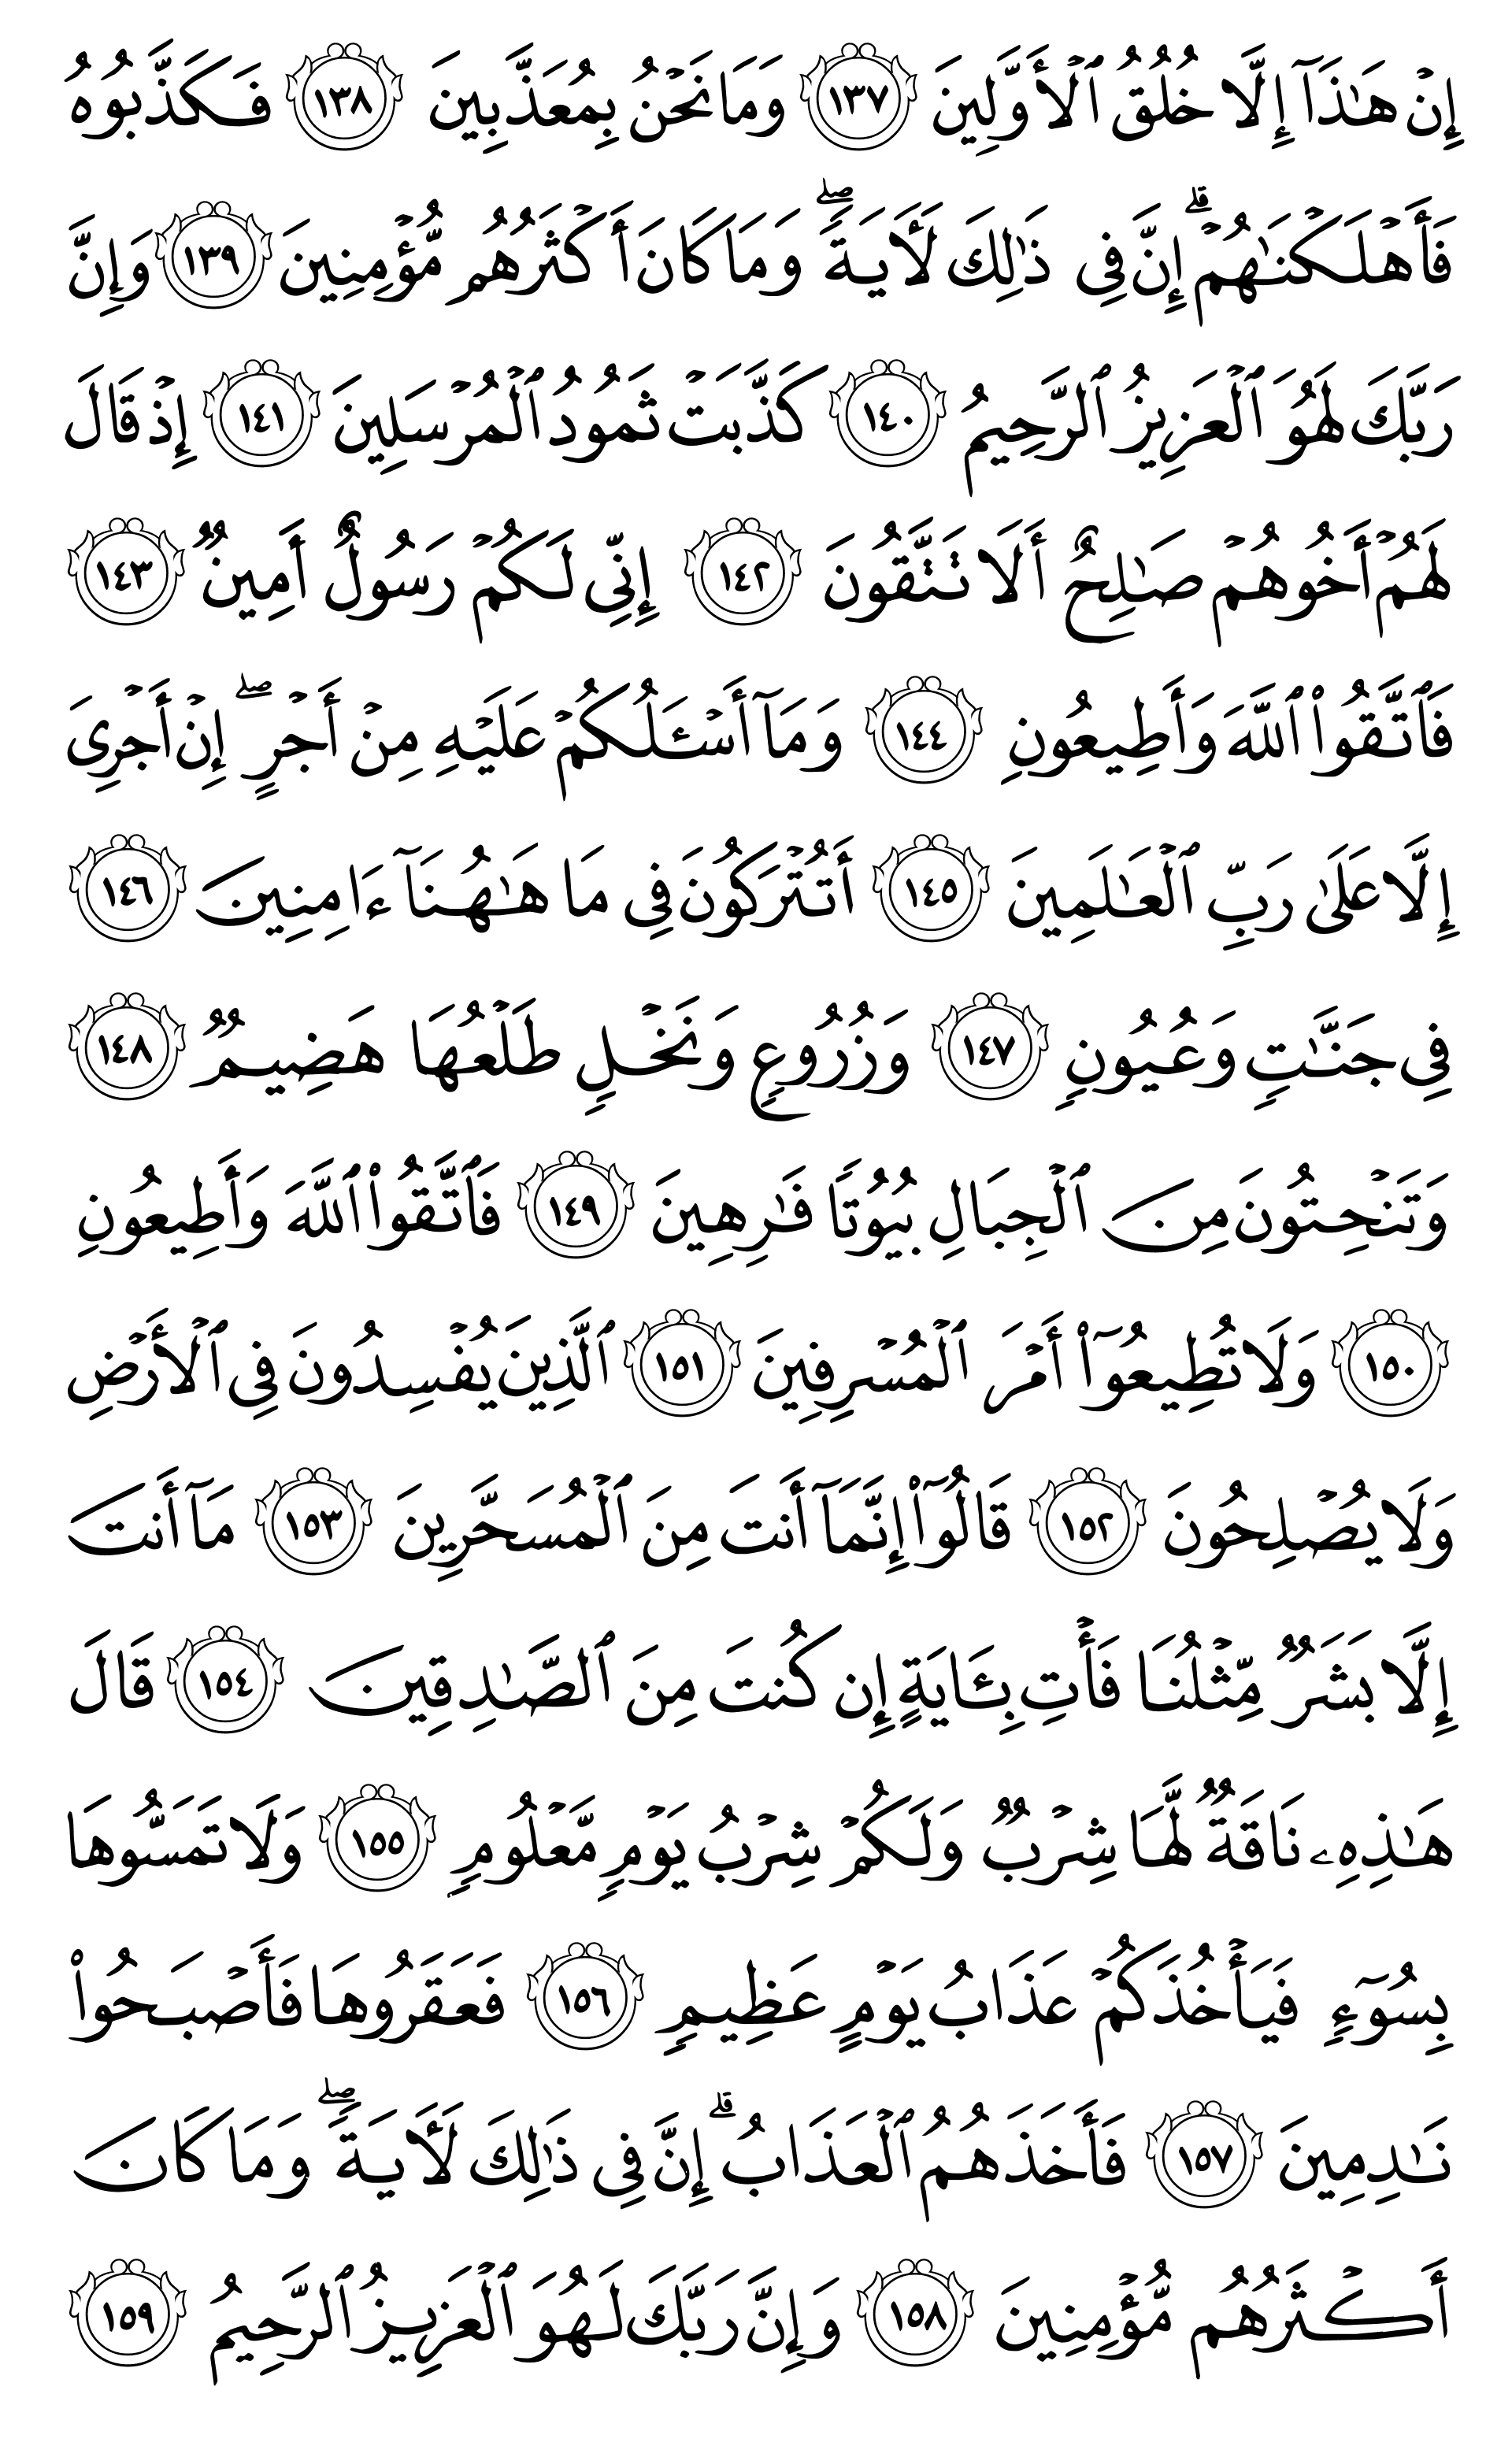 إِنۡ هَٰذَآ إِلَّا خُلُقُ ٱلۡأَوَّلِينَ ١٣٧ وَمَا نَحۡنُ بِمُعَذَّبِينَ ١٣٨ فَكَذَّبُوهُ
فَأَهۡلَكۡنَٰهُمۡۚ إِنَّ فِي ذَٰلِكَ لَأٓيَةٗۖ وَمَا كَانَ أَكۡثَرُهُم مُّؤۡمِنِينَ ١٣٩ وَإِنَّ
رَبَّكَ لَهُوَ ٱلۡعَزِيزُ ٱلرَّحِيمُ ١٤٠ كَذَّبَتۡ ثَمُودُ ٱلۡمُرۡسَلِينَ ١٤١ إِذۡ قَالَ
لَهُمۡ أَخُوهُمۡ صَٰلِحٌ أَلَا تَتَّقُونَ ١٤٢ إِنِّي لَكُمۡ رَسُولٌ أَمِينٞ ١٤٣
فَٱتَّقُواْ ٱللَّهَ وَأَطِيعُونِ ١٤٤ وَمَآ أَسۡـَٔلُكُمۡ عَلَيۡهِ مِنۡ أَجۡرٍۖ إِنۡ أَجۡرِيَ
إِلَّا عَلَىٰ رَبِّ ٱلۡعَٰلَمِينَ ١٤٥ أَتُتۡرَكُونَ فِي مَا هَٰهُنَآ ءَامِنِينَ ١٤٦
فِي جَنَّٰتٖ وَعُيُونٖ ١٤٧ وَزُرُوعٖ وَنَخۡلٖ طَلۡعُهَا هَضِيمٞ ١٤٨
وَتَنۡحِتُونَ مِنَ ٱلۡجِبَالِ بُيُوتٗا فَٰرِهِينَ ١٤٩ فَٱتَّقُواْ ٱللَّهَ وَأَطِيعُونِ
١٥٠ وَلَا تُطِيعُوٓاْ أَمۡرَ ٱلۡمُسۡرِفِينَ ١٥١ ٱلَّذِينَ يُفۡسِدُونَ فِي ٱلۡأَرۡضِ
وَلَا يُصۡلِحُونَ ١٥٢ قَالُوٓاْ إِنَّمَآ أَنتَ مِنَ ٱلۡمُسَحَّرِينَ ١٥٣ مَآ أَنتَ
إِلَّا بَشَرٞ مِّثۡلُنَا فَأۡتِ بِـَٔايَةٍ إِن كُنتَ مِنَ ٱلصَّٰدِقِينَ ١٥٤ قَالَ
هَٰذِهِۦ نَاقَةٞ لَّهَا شِرۡبٞ وَلَكُمۡ شِرۡبُ يَوۡمٖ مَّعۡلُومٖ ١٥٥ وَلَا تَمَسُّوهَا
بِسُوٓءٖ فَيَأۡخُذَكُمۡ عَذَابُ يَوۡمٍ عَظِيمٖ ١٥٦ فَعَقَرُوهَا فَأَصۡبَحُواْ
نَٰدِمِينَ ١٥٧ فَأَخَذَهُمُ ٱلۡعَذَابُۚ إِنَّ فِي ذَٰلِكَ لَأٓيَةٗۖ وَمَا كَانَ
أَكۡثَرُهُم مُّؤۡمِنِينَ ١٥٨ وَإِنَّ رَبَّكَ لَهُوَ ٱلۡعَزِيزُ ٱلرَّحِيمُ ١٥٩